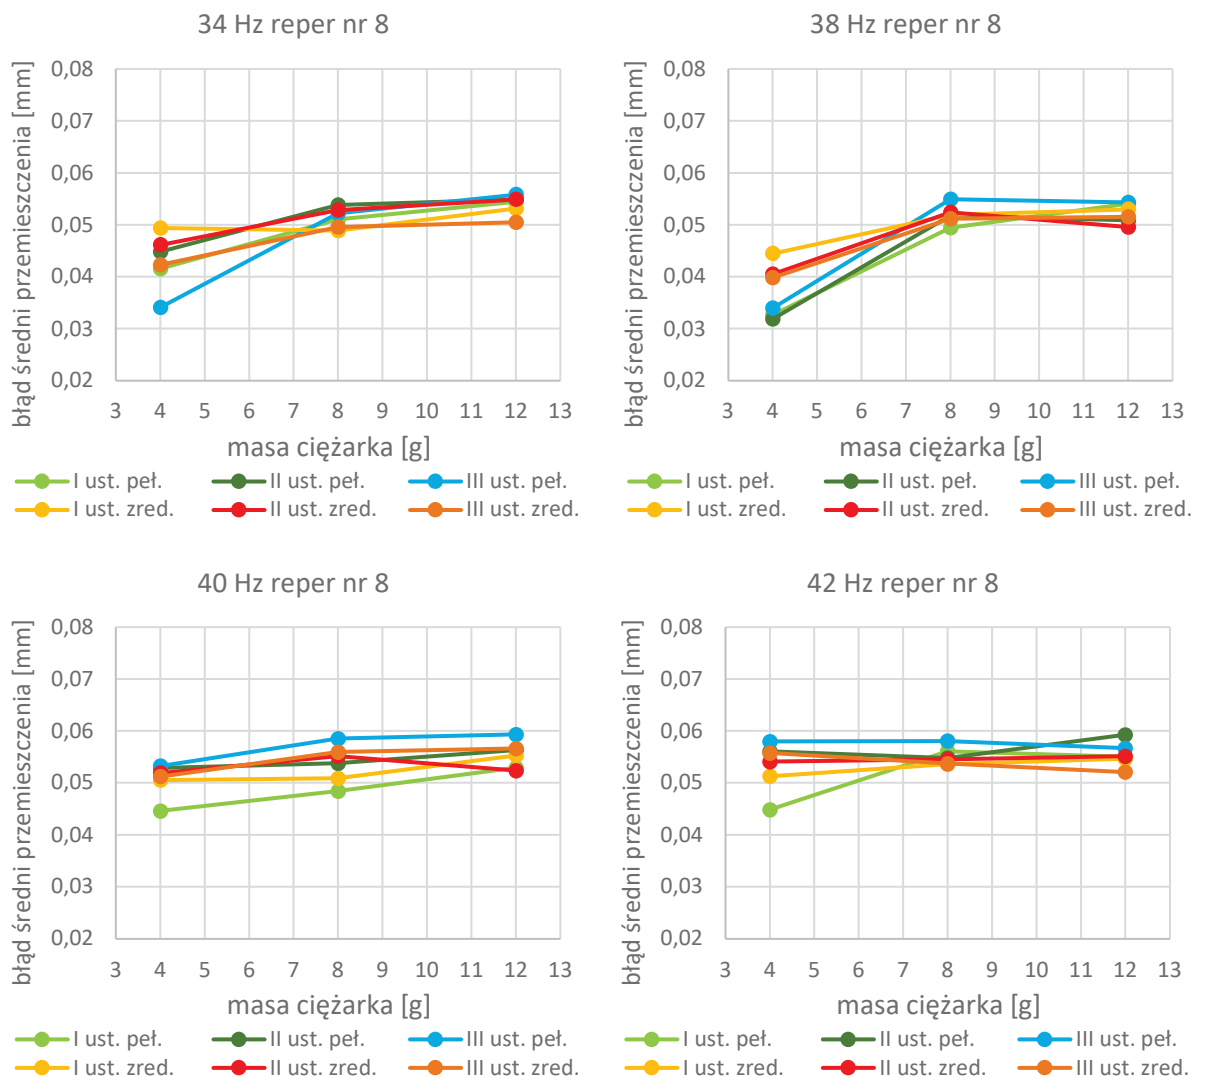 34 Hz reper nr 8
błąd średni przemieszczenia [mm]
0,08
0,07
0,06
0,05
0,04
0,03
0,02
3 4 5 6 7 8 9 10 11 12 13
masa ciężarka [g]
I ust. peł. II ust. peł. III ust. peł.
I ust. zred. II ust. zred. III ust. zred.
38 Hz reper nr 8
błąd średni przemieszczenia [mm]
0,08
0,07
0,06
0,05
0,04
0,03
0,02
3 4 5 6 7 8 9 10 11 12 13
masa ciężarka [g]
I ust. peł. II ust. peł. III ust. peł.
I ust. zred. II ust. zred. III ust. zred.
40 Hz reper nr 8
błąd średni przemieszczenia [mm]
0,08
0,07
0,06
0,05
0,04
0,03
0,02
3 4 5 6 7 8 9 10 11 12 13
masa ciężarka [g]
I ust. peł. II ust. peł. III ust. peł.
I ust. zred. II ust. zred. III ust. zred.
42 Hz reper nr 8
błąd średni przemieszczenia [mm]
0,08
0,07
0,06
0,05
0,04
0,03
0,02
3 4 5 6 7 8 9 10 11 12 13
masa ciężarka [g]
I ust. peł. II ust. peł. III ust. peł.
I ust. zred. II ust. zred. III ust. zred.